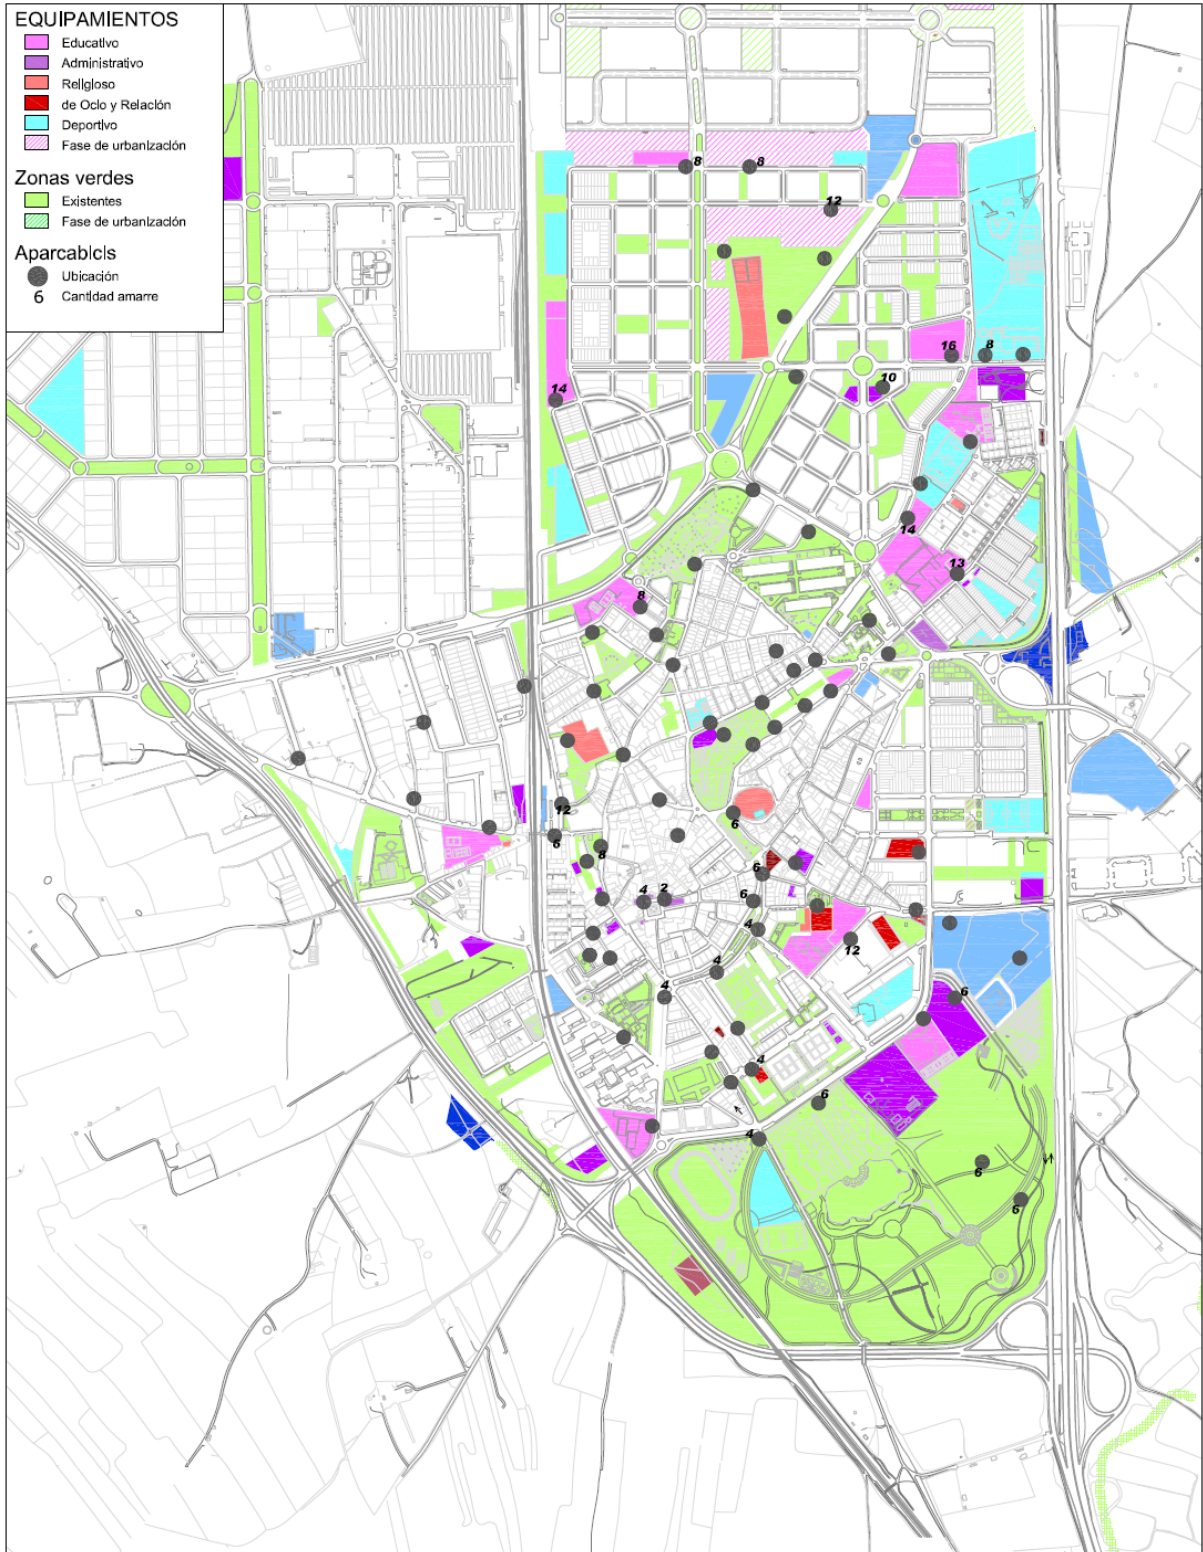 EQUIPAMIENTOS
Educativo
Administrativo
Religioso
de Ocio y Relación
Deportivo
Fase de urbanización
Zonas verdes
Existentes
Fase de urbanización
Aparcabicis
Ubicación
6 Cantidad amarre
8
8
12
16
8
10
14
14
13
8
12
6
6
8
6
4
2
6
4
12
4
4
6
4
6
4
6
6